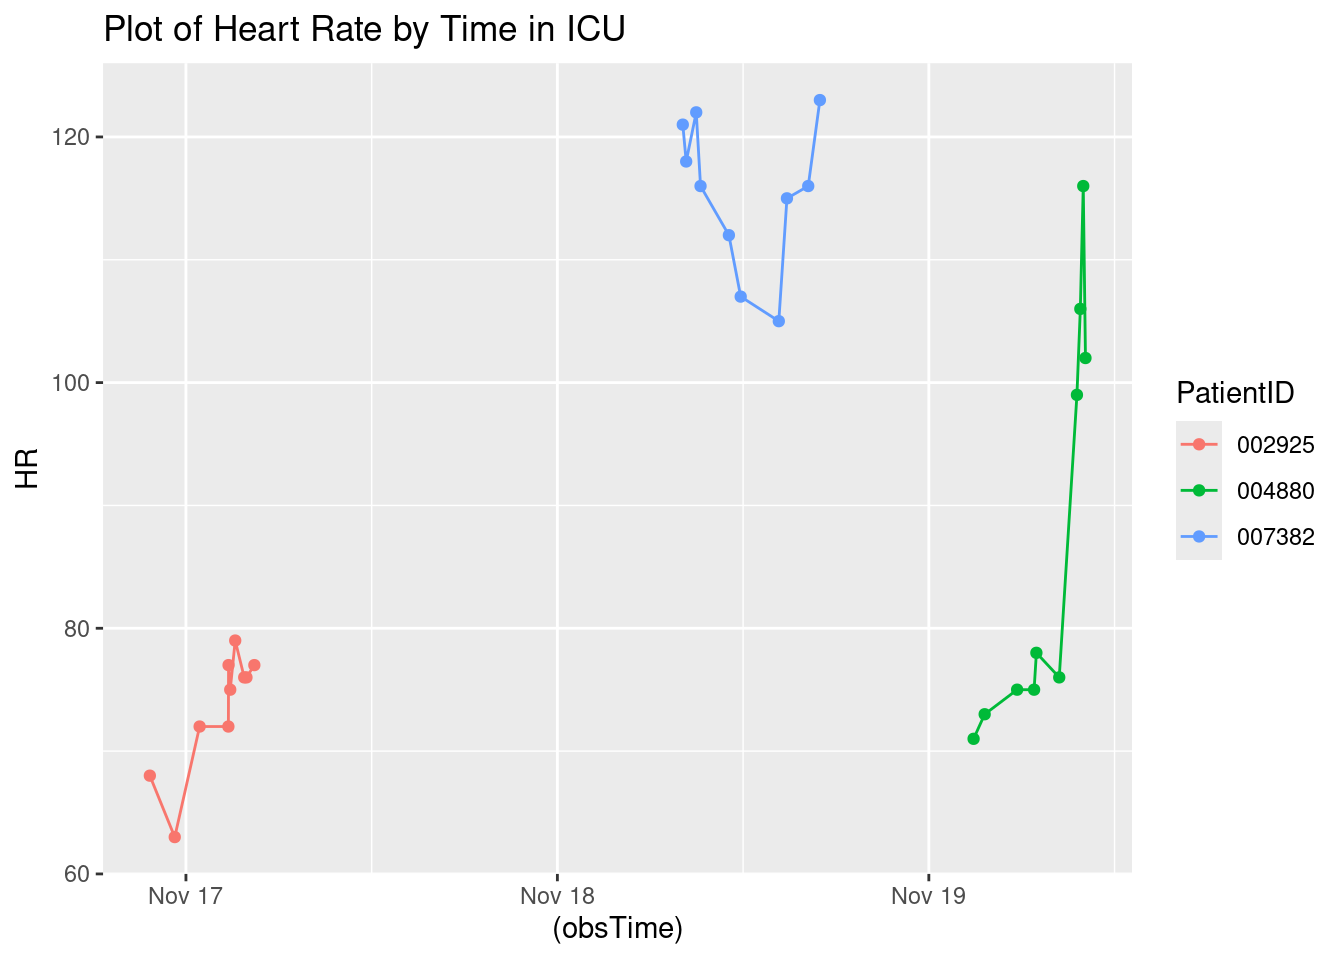 Plot of Heart Rate by Time in ICU
120
100
80
60
HR
Nov 17
Nov 18
Nov 19
(obsTime)
PatientID
002925
004880
007382